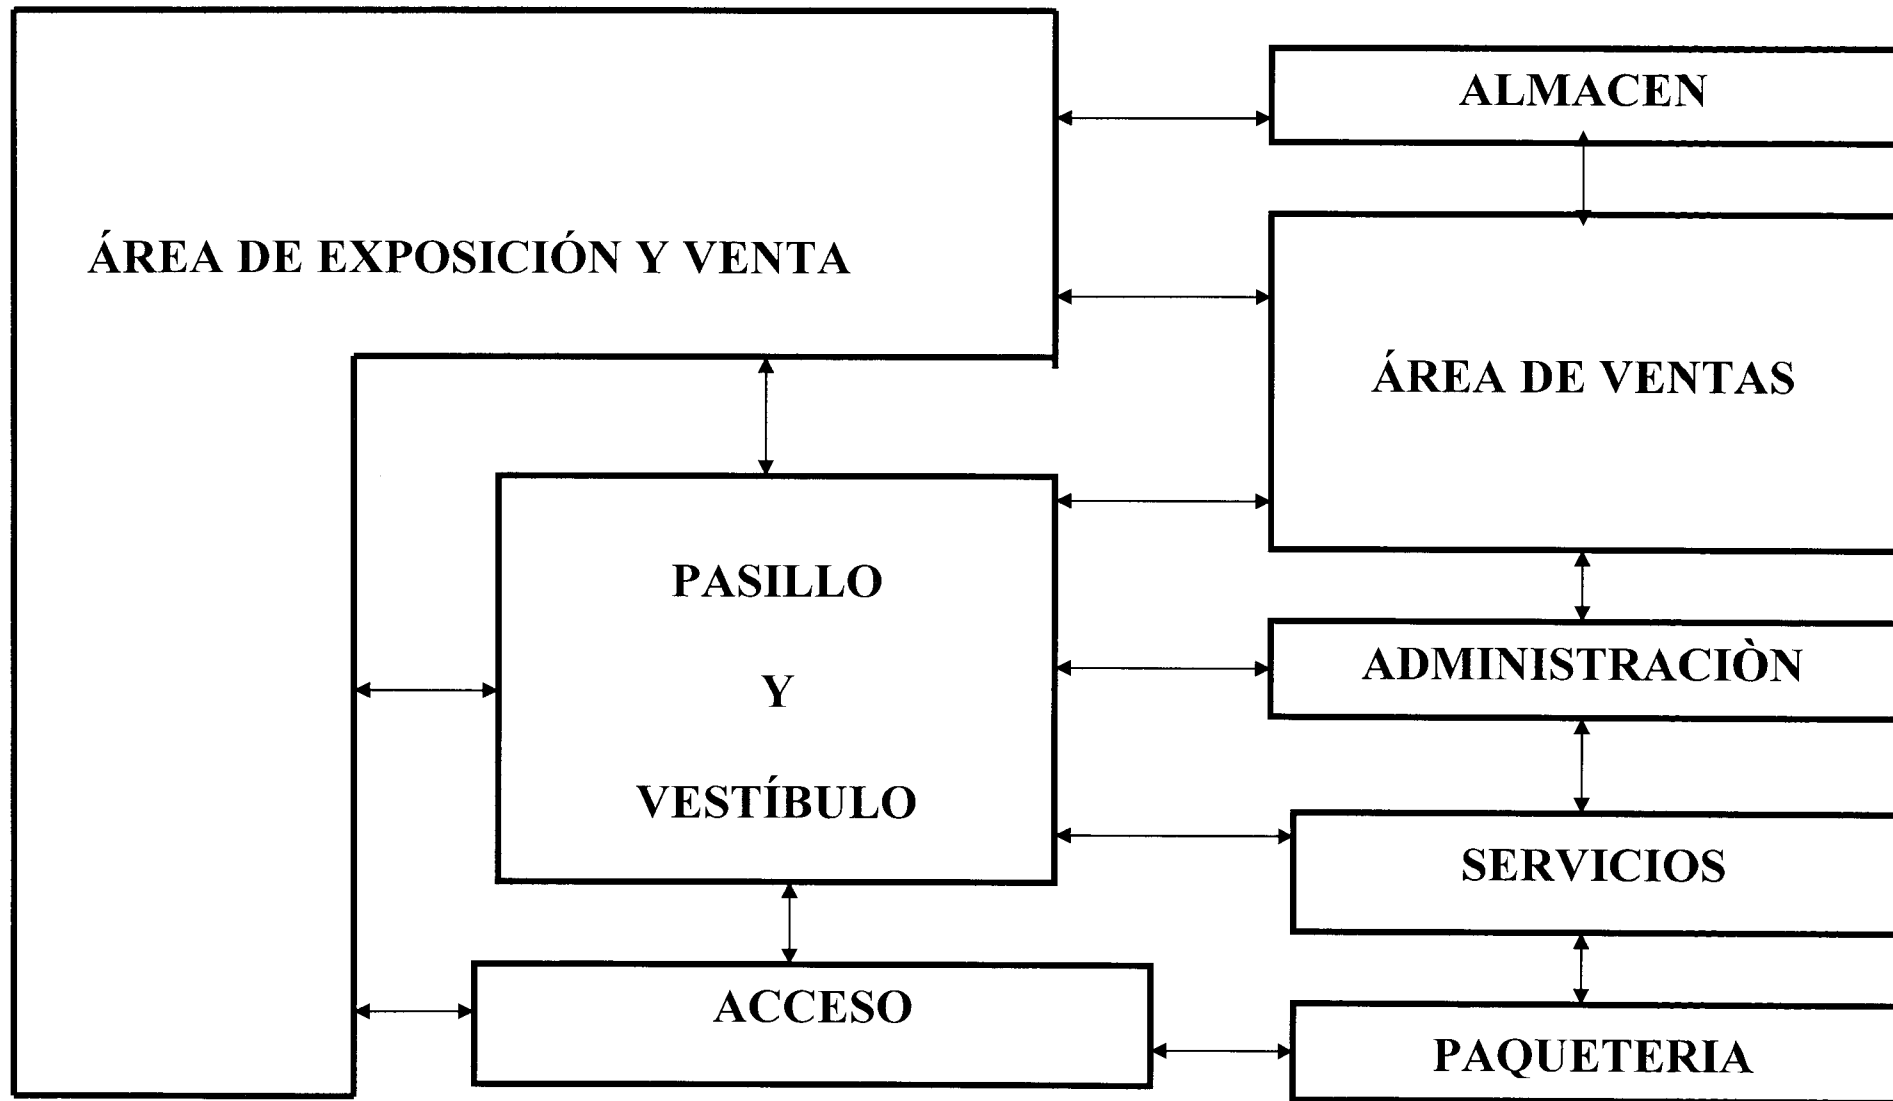 ALMACEN
ÁREA DE EXPOSICIÓN Y VENTA
ÁREA DE VENTAS
PASILLO
Y
VESTÍBULO
ADMINISTRACIÒN
SERVICIOS
ACCESO
PAQUETERIA